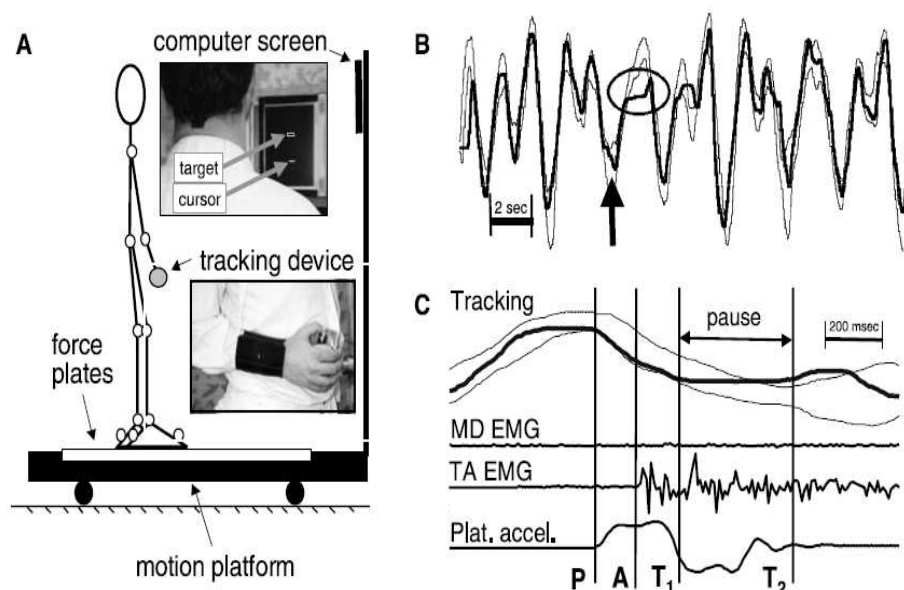 A
computer screen
target
cursor
tracking device
force
plates
motion platform
B
2 sec
C
Tracking
pause
200 msec
MD EMG
TA EMG
Plat. accel.
P A T1 T2